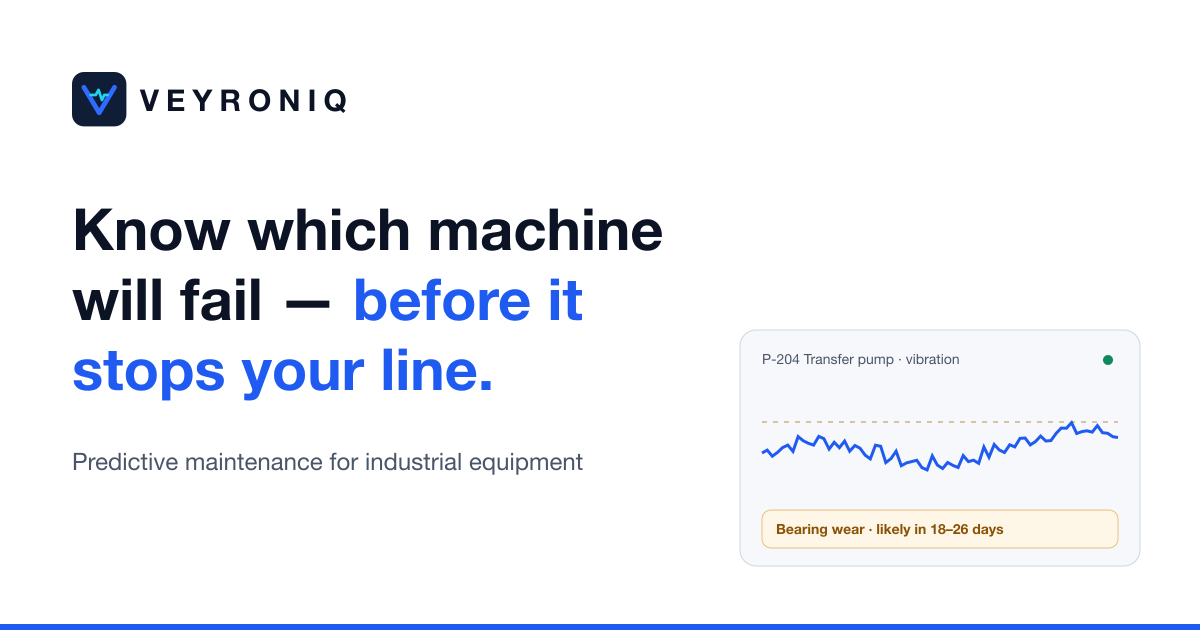 VEYRONIQ
Know which machine
will fail — before it
stops your line.
Predictive maintenance for industrial equipment
P-204 Transfer pump · vibration
Bearing wear · likely in 18–26 days